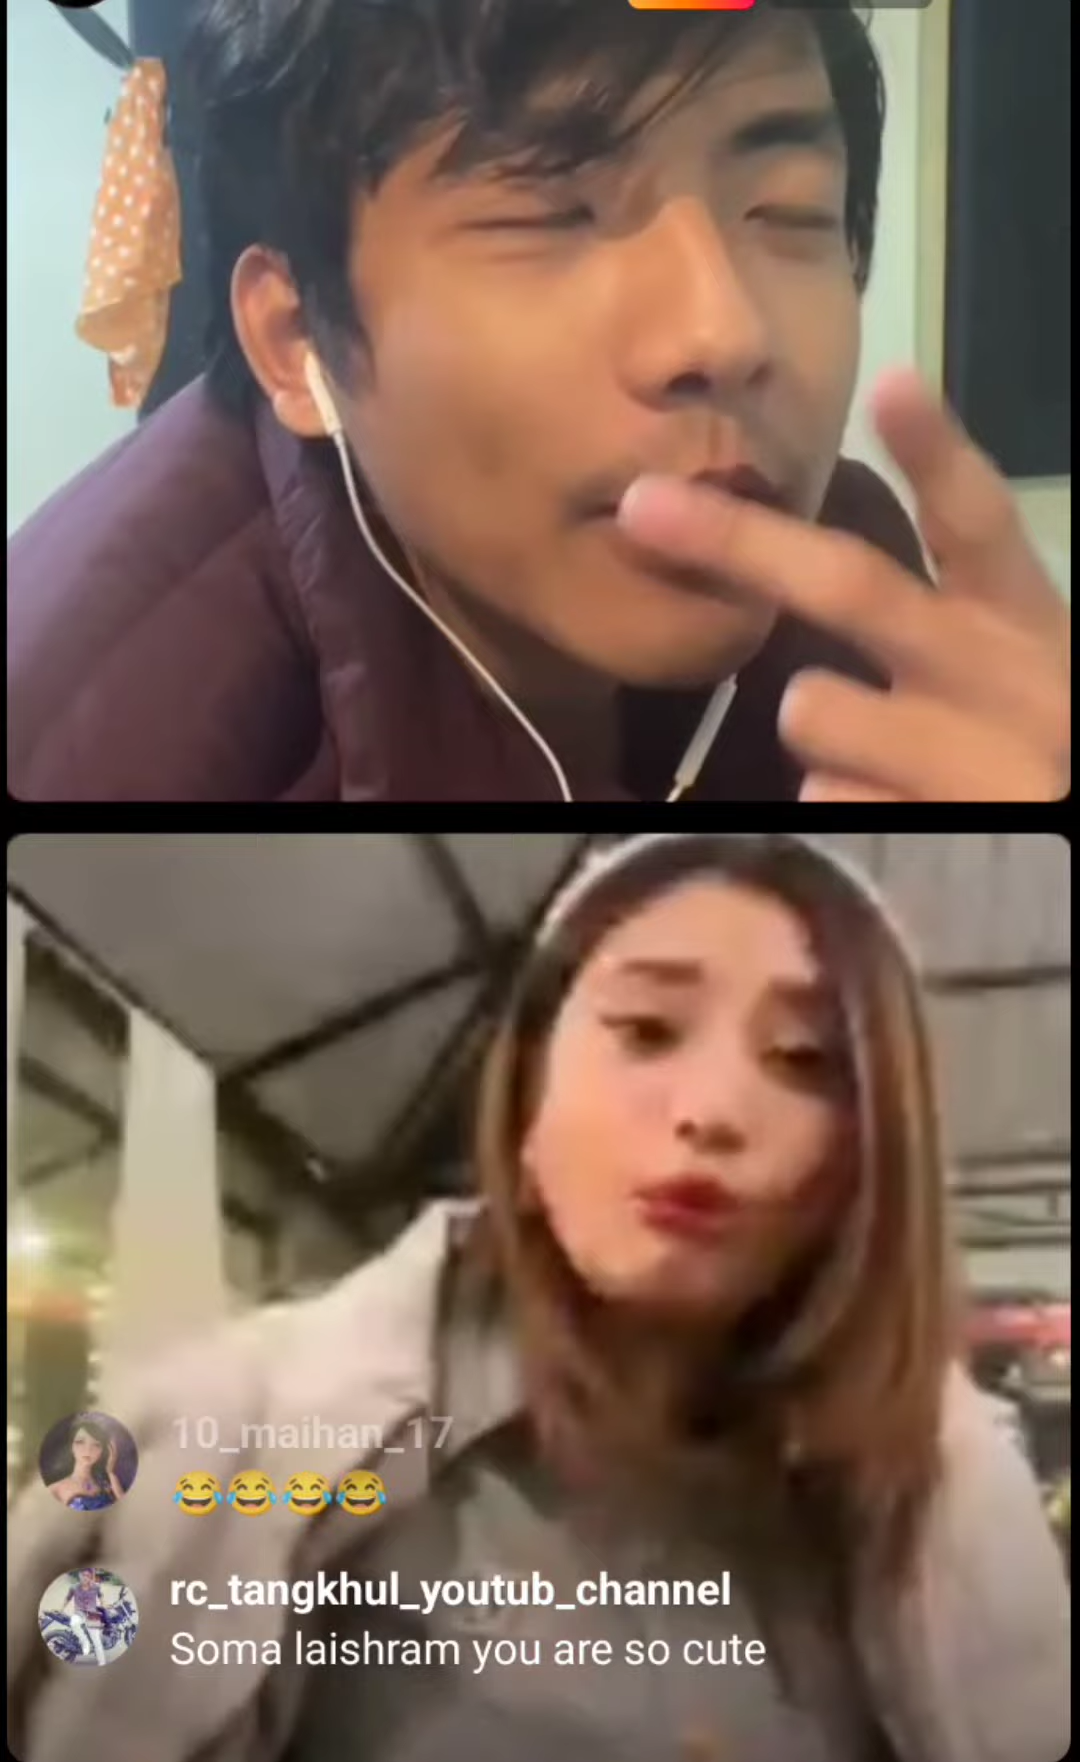 10_maihan_17
😂😂😂😂
rc_tangkhul_youtub_channel
Soma laishram you are so cute